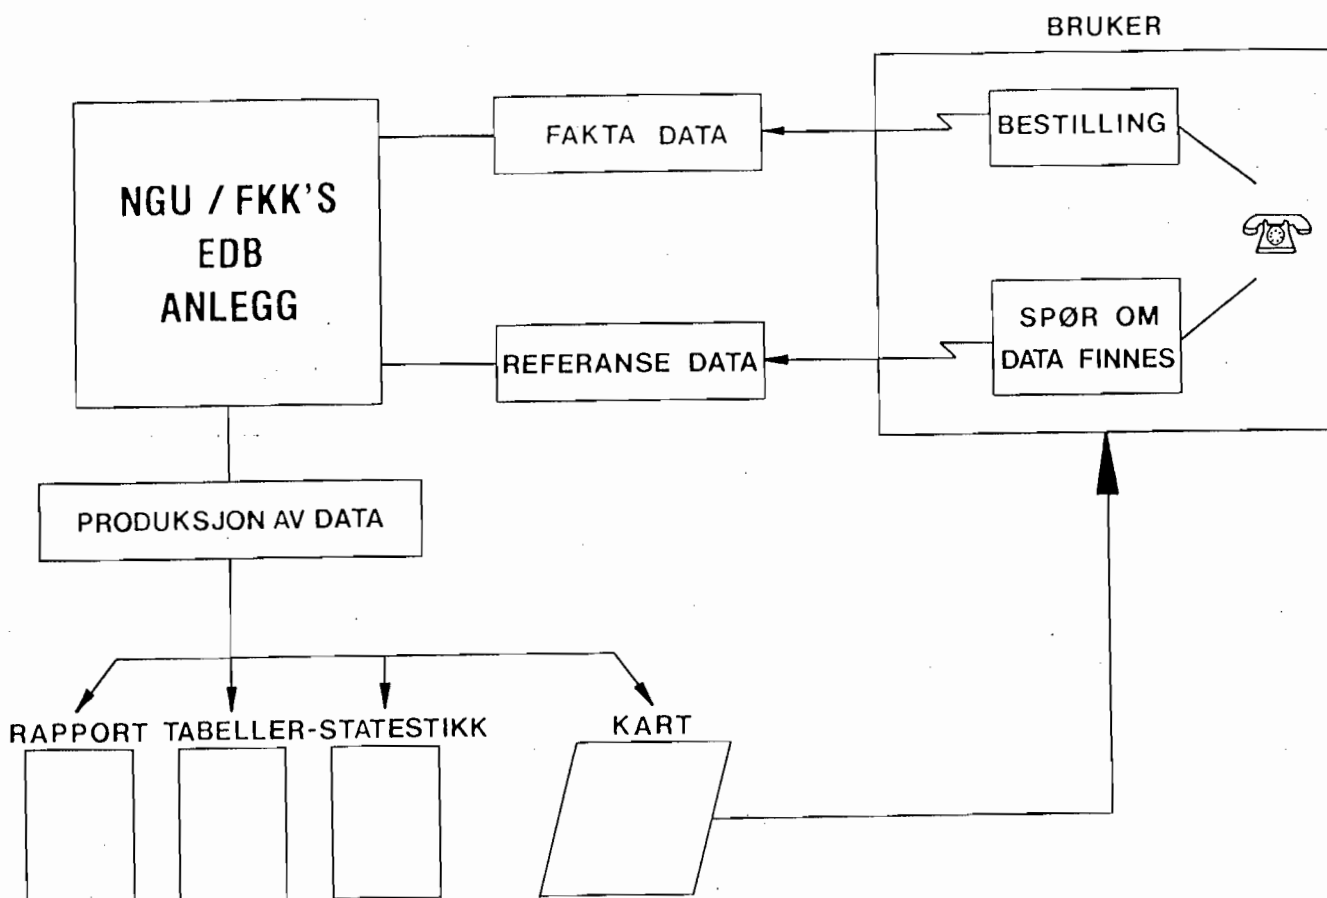 BRUKER
FAKTA DATA
BESTILLING
NGU / FKK'S
EDB
ANLEGG
REFERANSE DATA
SPØR OM
DATA FINNES
PRODUKSJON AV DATA
RAPPORT TABELLER-STATESTIKK KART